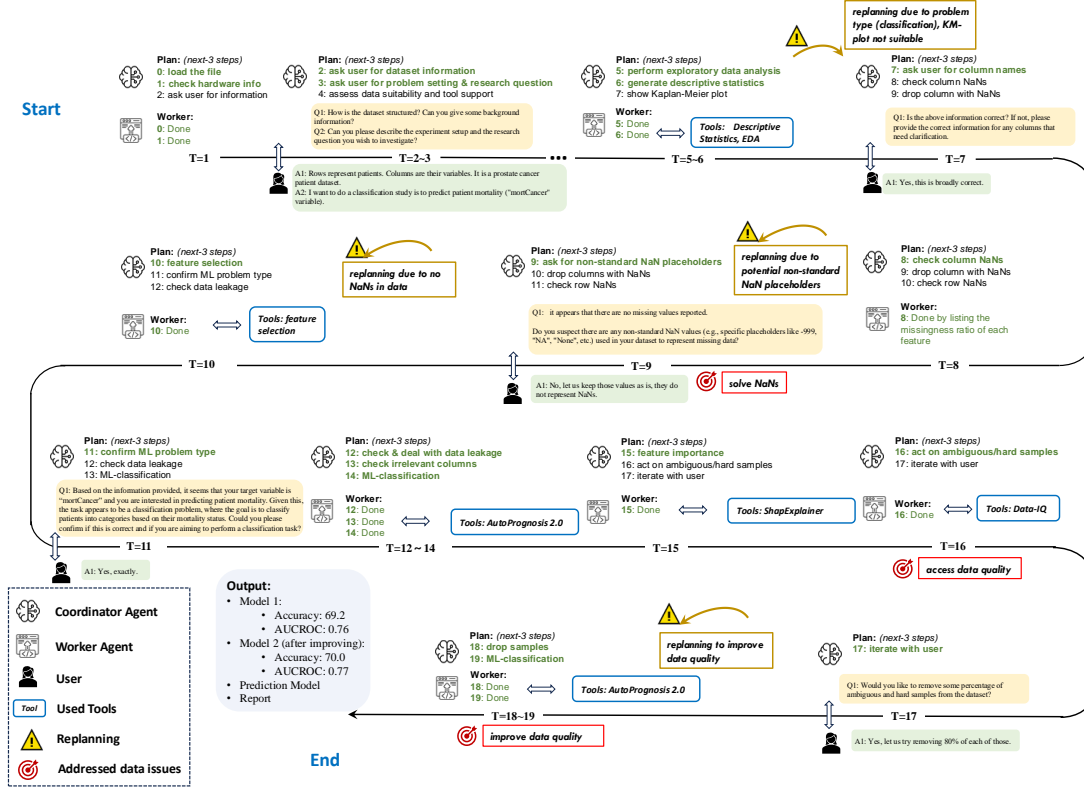 Start
Plan: (next-3 steps)
0: load the file
1: check hardware info
2: ask user for information
Worker:
0: Done
1: Done
T=1
Plan: (next-3 steps)
2: ask user for dataset information
3: ask user for problem setting & research question
4: assess data suitability and tool support
Q1: How is the dataset structured? Can you give some background
information?
Q2: Can you please describe the experiment setup and the research
question you wish to investigate?
T=2~3
A1: Rows represent patients. Columns are their variables. It is a prostate cancer
patient dataset.
A2: I want to do a classification study is to predict patient mortality ("mortCancer"
variable).
...
Plan: (next-3 steps)
5: perform exploratory data analysis
6: generate descriptive statistics
7: show Kaplan-Meier plot
Worker:
5: Done
6: Done
Tools: Descriptive
Statistics, EDA
T=5~6
replanning due to problem
type (classification), KM-
plot not suitable
Plan: (next-3 steps)
7: ask user for column names
8: check column NaNs
9: drop column with NaNs
Q1: Is the above information correct? If not, please
provide the correct information for any columns that
need clarification.
T=7
A1: Yes, this is broadly correct.
Plan: (next-3 steps)
8: check column NaNs
9: drop column with NaNs
10: check row NaNs
Worker:
8: Done by listing the
missingness ratio of each
feature
T=8
replanning due to
potential non-standard
NaN placeholders
Plan: (next-3 steps)
9: ask for non-standard NaN placeholders
10: drop columns with NaNs
11: check row NaNs
Q1: it appears that there are no missing values reported.
Do you suspect there are any non-standard NaN values (e.g., specific placeholders like -999,
"NA", "None", etc.) used in your dataset to represent missing data?
T=9
A1: No, let us keep those values as is, they do
not represent NaNs.
solve NaNs
replanning due to no
NaNs in data
Plan: (next-3 steps)
10: feature selection
11: confirm ML problem type
12: check data leakage
Worker:
10: Done
Tools: feature
selection
T=10
Plan: (next-3 steps)
11: confirm ML problem type
12: check data leakage
13: ML-classification
Q1: Based on the information provided, it seems that your target variable is
"mortCancer" and you are interested in predicting patient mortality. Given this,
the task appears to be a classification problem, where the goal is to classify
patients into categories based on their mortality status. Could you please
confirm if this is correct and if you are aiming to perform a classification task?
T=11
A1: Yes, exactly.
Plan: (next-3 steps)
12: check & deal with data leakage
13: check irrelevant columns
14: ML-classification
Worker:
12: Done
13: Done
14: Done
Tools: AutoPrognosis 2.0
T=12 ~ 14
Plan: (next-3 steps)
15: feature importance
16: act on ambiguous/hard samples
17: iterate with user
Worker:
15: Done
Tools: ShapExplainer
T=15
Plan: (next-3 steps)
16: act on ambiguous/hard samples
17: iterate with user
Worker:
16: Done
Tools: Data-IQ
T=16
access data quality
Plan: (next-3 steps)
17: iterate with user
Q1: Would you like to remove some percentage of
ambiguous and hard samples from the dataset?
T=17
A1: Yes, let us try removing 80% of each of those.
replanning to improve
data quality
Plan: (next-3 steps)
18: drop samples
19: ML-classification
Worker:
18: Done
19: Done
Tools: AutoPrognosis 2.0
T=18~19
improve data quality
Output:
• Model 1:
• Accuracy: 69.2
• AUCROC: 0.76
• Model 2 (after improving):
• Accuracy: 70.0
• AUCROC: 0.77
• Prediction Model
• Report
End
Coordinator Agent
Worker Agent
User
Tool
Used Tools
Replanning
Addressed data issues